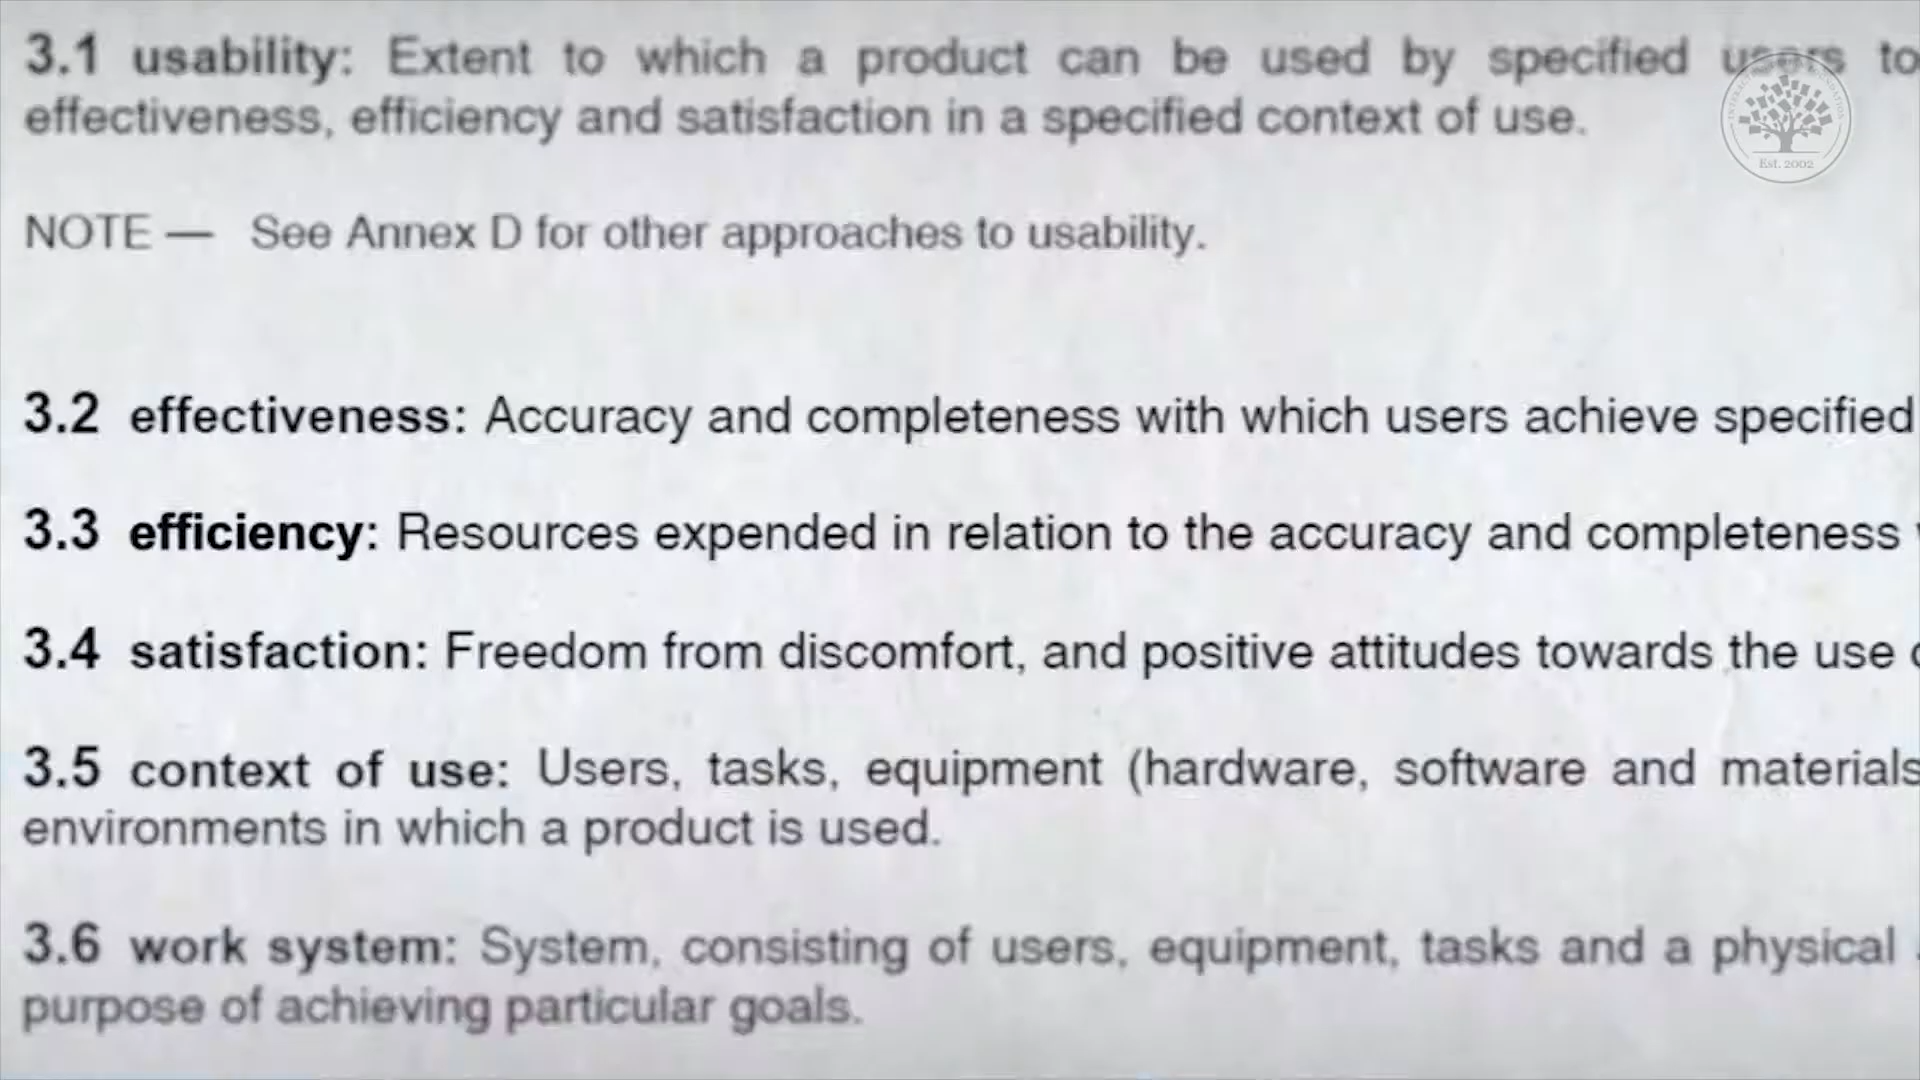 3.1 usability: Extent to which a product can be used by specified users to
effectiveness, efficiency and satisfaction in a specified context of use.
NOTE — See Annex D for other approaches to usability.
3.2 effectiveness: Accuracy and completeness with which users achieve specified
3.3 efficiency: Resources expended in relation to the accuracy and completeness
3.4 satisfaction: Freedom from discomfort, and positive attitudes towards the use
3.5 context of use: Users, tasks, equipment (hardware, software and materials
environments in which a product is used.
3.6 work system: System, consisting of users, equipment, tasks and a physical
purpose of achieving particular goals.
Est. 2002